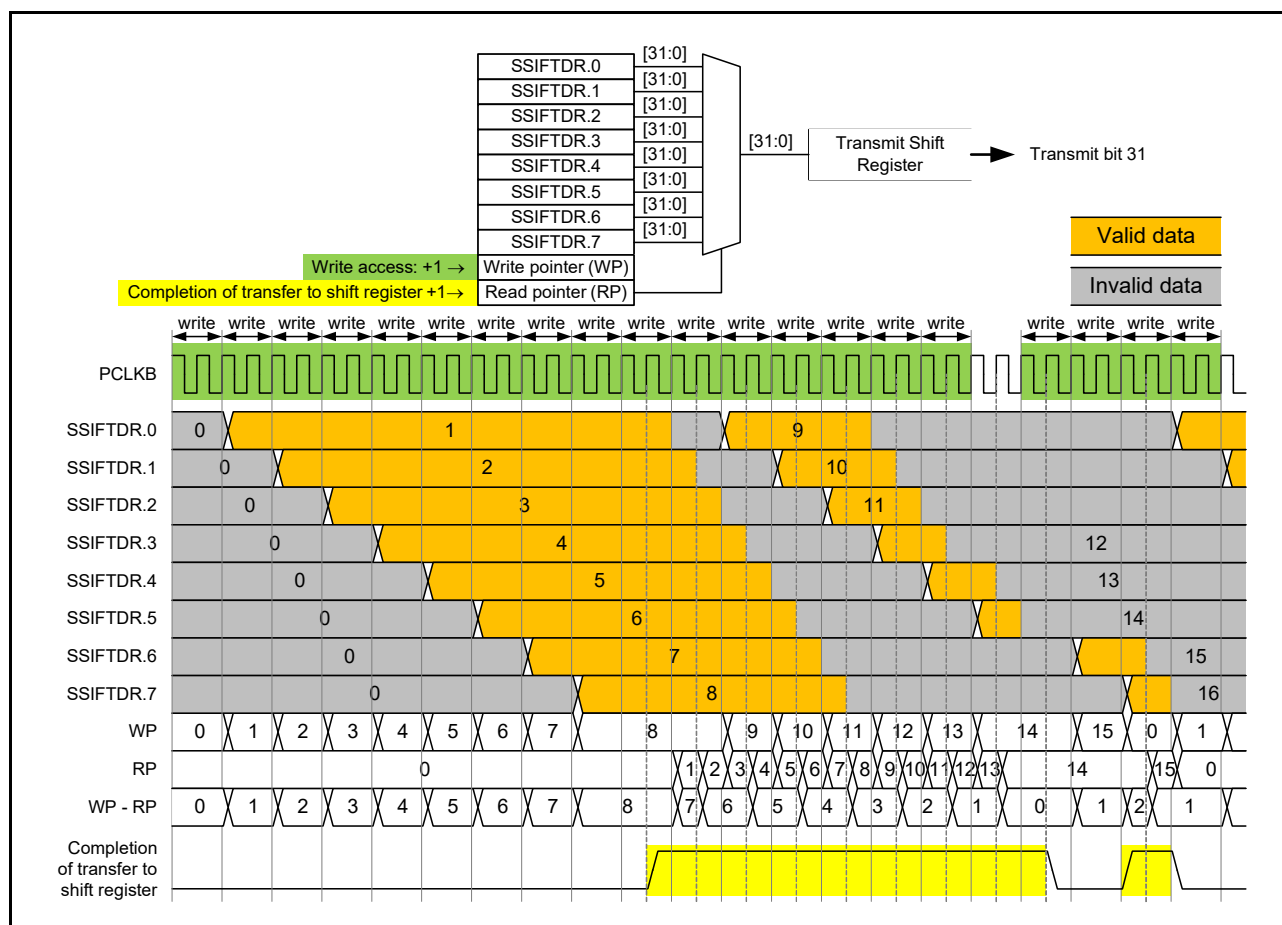 SSIFTDR.0 [31:0]
SSIFTDR.1 [31:0]
SSIFTDR.2 [31:0]
SSIFTDR.3 [31:0]
SSIFTDR.4 [31:0]
SSIFTDR.5 [31:0]
SSIFTDR.6 [31:0]
SSIFTDR.7 [31:0]
[31:0]
Transmit Shift
Register
Transmit bit 31
Valid data
Invalid data
Write access: +1 → Write pointer (WP)
Completion of transfer to shift register +1→ Read pointer (RP)
write write write write write write write write write write write write write write write write write write write write
PCLKB
SSIFTDR.0 0 1 9
SSIFTDR.1 0 2 10
SSIFTDR.2 0 3 11
SSIFTDR.3 0 4 12
SSIFTDR.4 0 5 13
SSIFTDR.5 0 6 14
SSIFTDR.6 0 7 15
SSIFTDR.7 0 8 16
WP 0 1 2 3 4 5 6 7 8 9 10 11 12 13 14 15 0 1
RP 0 1 2 3 4 5 6 7 8 9 10 11 12 13 14 15 0
WP - RP 0 1 2 3 4 5 6 7 8 7 6 5 4 3 2 1 0 1 2 1
Completion
of transfer to
shift register